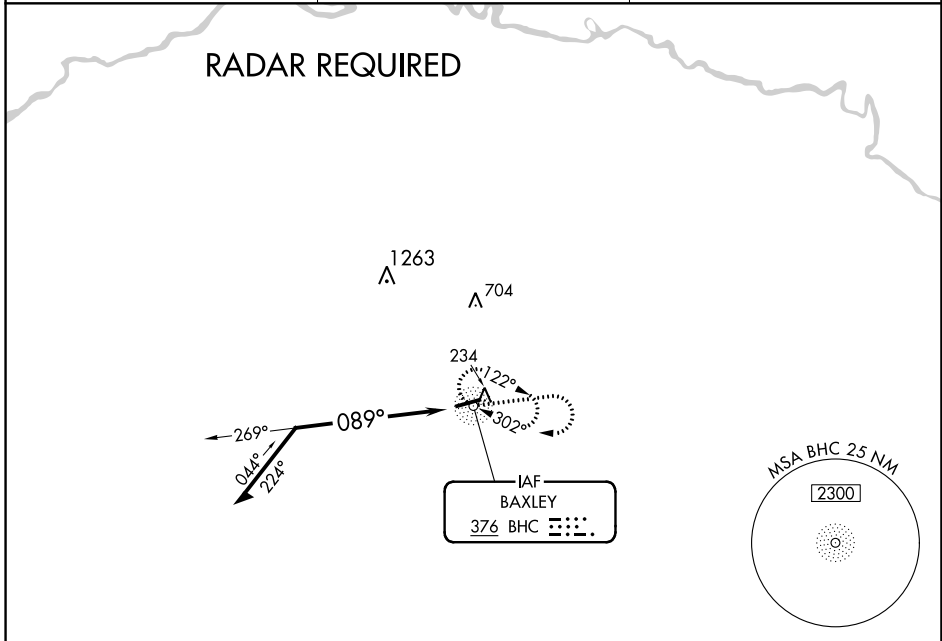 RADAR REQUIRED
1263
704
234
122°
302°
089°
269°
044°
224°
IAF
BAXLEY
376 BHC
MSA BHC 25 NM
2300